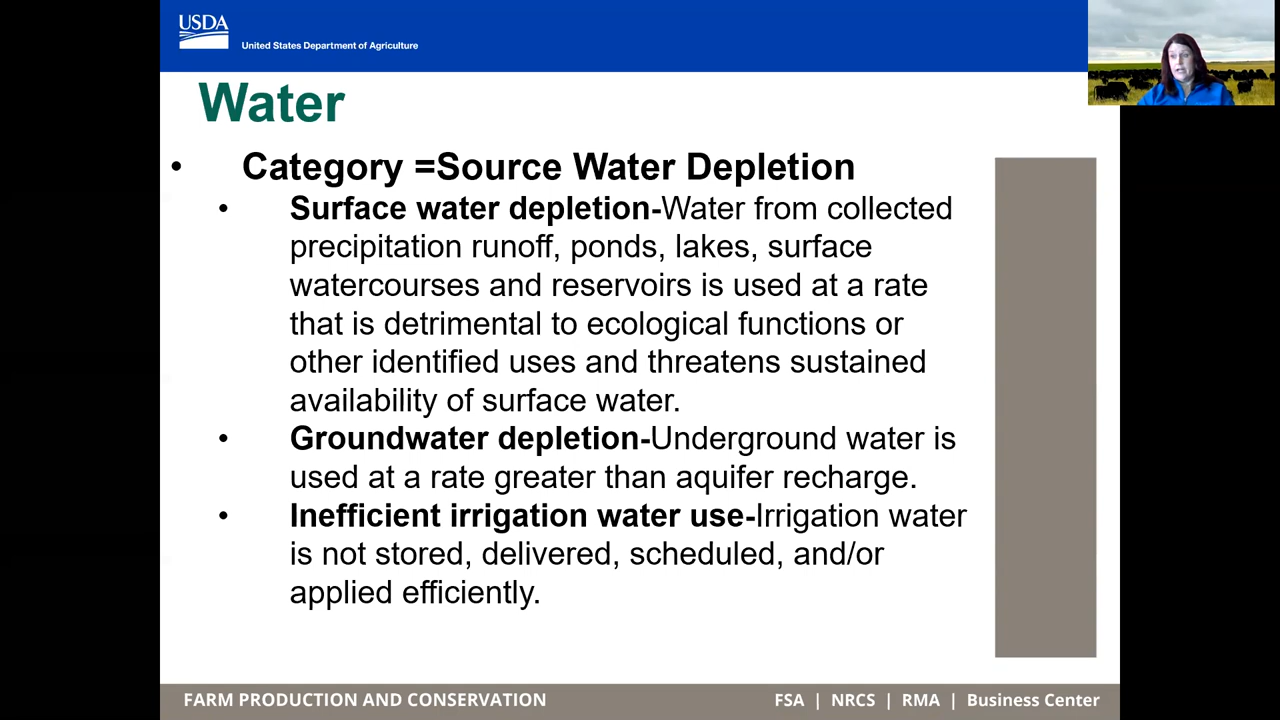 USDA
United States Department of Agriculture
Water
• Category =Source Water Depletion
• Surface water depletion-Water from collected
precipitation runoff, ponds, lakes, surface
watercourses and reservoirs is used at a rate
that is detrimental to ecological functions or
other identified uses and threatens sustained
availability of surface water.
• Groundwater depletion-Underground water is
used at a rate greater than aquifer recharge.
• Inefficient irrigation water use-Irrigation water
is not stored, delivered, scheduled, and/or
applied efficiently.
FARM PRODUCTION AND CONSERVATION
FSA | NRCS | RMA | Business Center